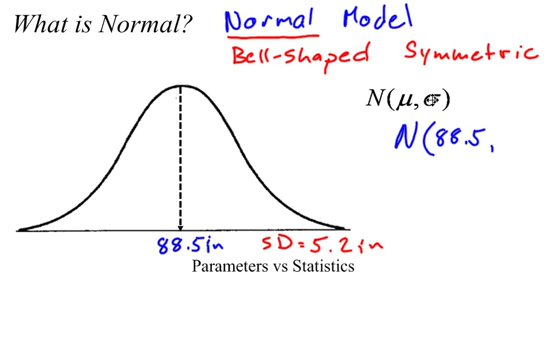 What is Normal? Normal Model
Bell-shaped Symmetric
N(μ, σ)
N(88.5,
88.5in SD=5.2in
Parameters vs Statistics